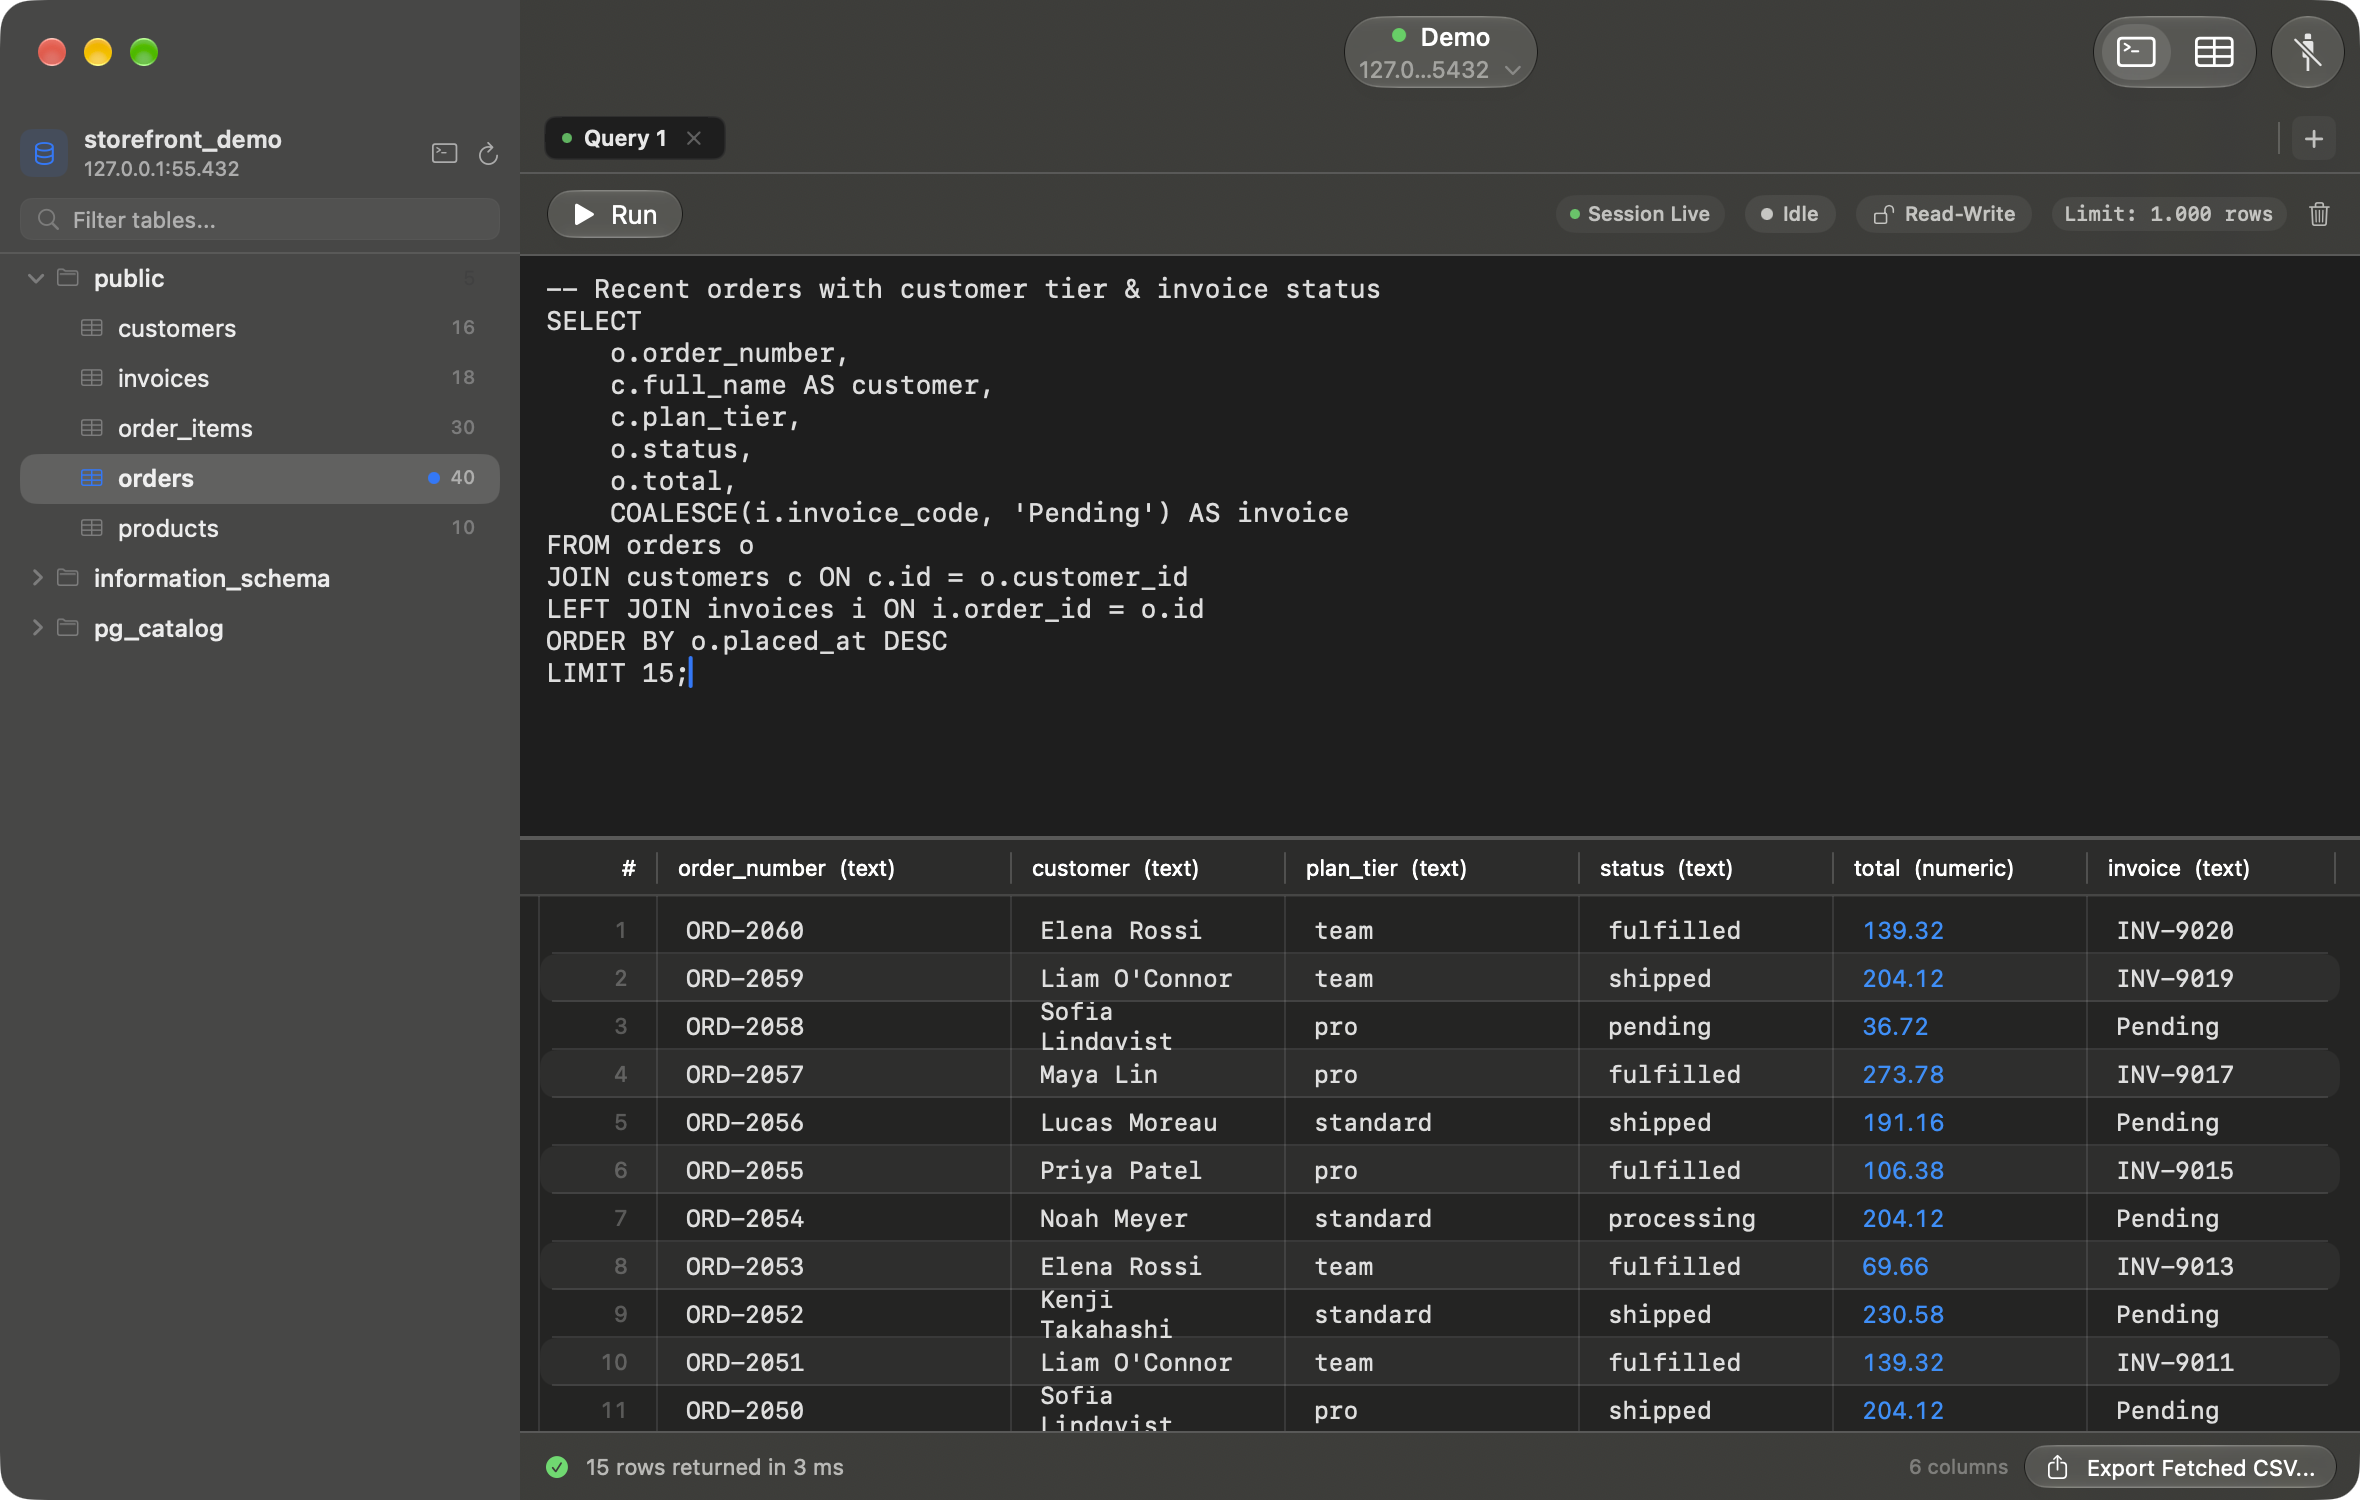 Demo
127.0...5432
storefront_demo
127.0.0.1:55.432
Filter tables...
public 5
customers 16
invoices 18
order_items 30
orders 40
products 10
information_schema
pg_catalog
Query 1
Run
Session Live
Idle
Read-Write
Limit: 1.000 rows
-- Recent orders with customer tier & invoice status
SELECT
    o.order_number,
    c.full_name AS customer,
    c.plan_tier,
    o.status,
    o.total,
    COALESCE(i.invoice_code, 'Pending') AS invoice
FROM orders o
JOIN customers c ON c.id = o.customer_id
LEFT JOIN invoices i ON i.order_id = o.id
ORDER BY o.placed_at DESC
LIMIT 15;
# order_number (text) customer (text) plan_tier (text) status (text) total (numeric) invoice (text)
1 ORD-2060 Elena Rossi team fulfilled 139.32 INV-9020
2 ORD-2059 Liam O'Connor team shipped 204.12 INV-9019
3 ORD-2058 Sofia Lindqvist pro pending 36.72 Pending
4 ORD-2057 Maya Lin pro fulfilled 273.78 INV-9017
5 ORD-2056 Lucas Moreau standard shipped 191.16 Pending
6 ORD-2055 Priya Patel pro fulfilled 106.38 INV-9015
7 ORD-2054 Noah Meyer standard processing 204.12 Pending
8 ORD-2053 Elena Rossi team fulfilled 69.66 INV-9013
9 ORD-2052 Kenji Takahashi standard shipped 230.58 Pending
10 ORD-2051 Liam O'Connor team fulfilled 139.32 INV-9011
11 ORD-2050 Sofia Lindqvist pro shipped 204.12 Pending
15 rows returned in 3 ms
6 columns
Export Fetched CSV...